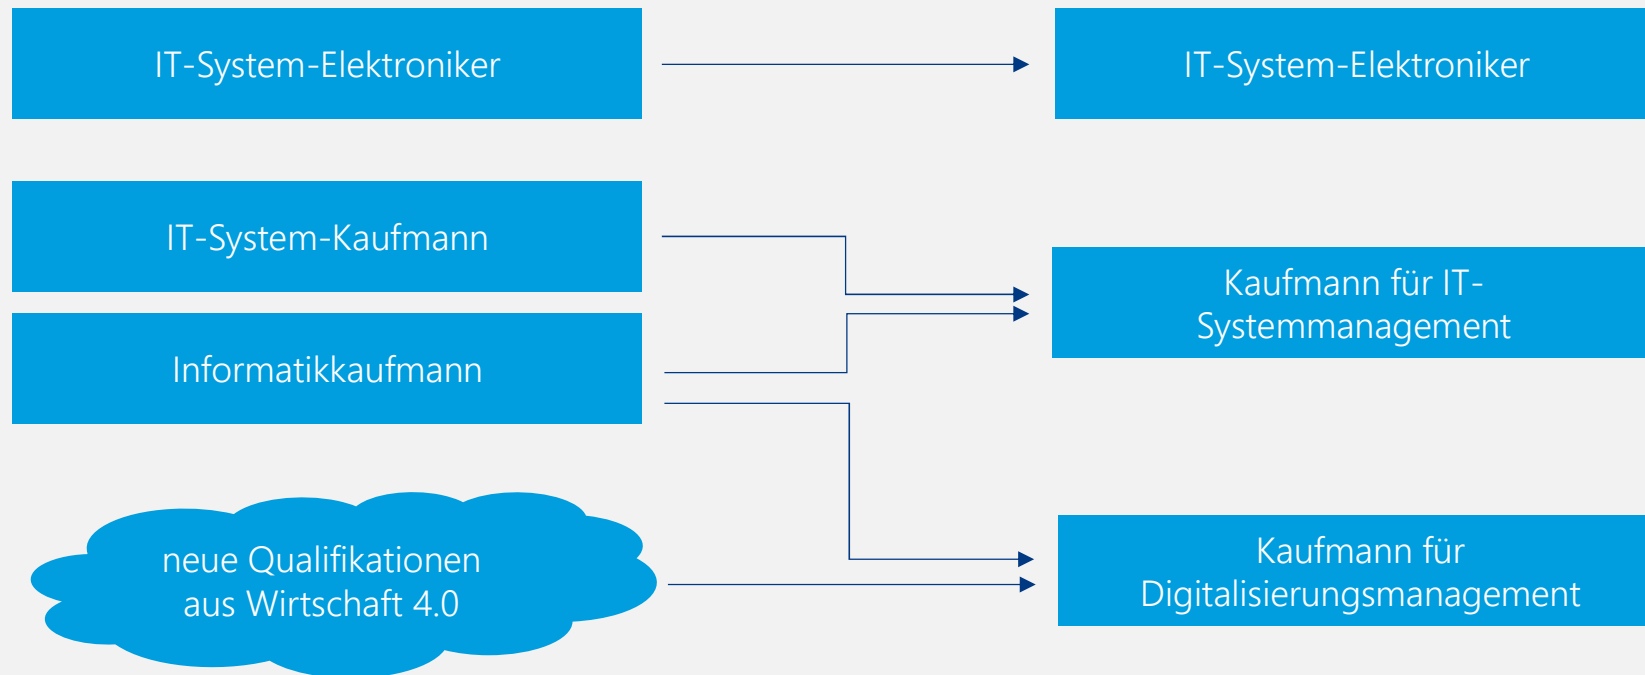 IT-System-Elektroniker
IT-System-Elektroniker
IT-System-Kaufmann
Kaufmann für IT-
Systemmanagement
Informatikkaufmann
neue Qualifikationen
aus Wirtschaft 4.0
Kaufmann für
Digitalisierungsmanagement